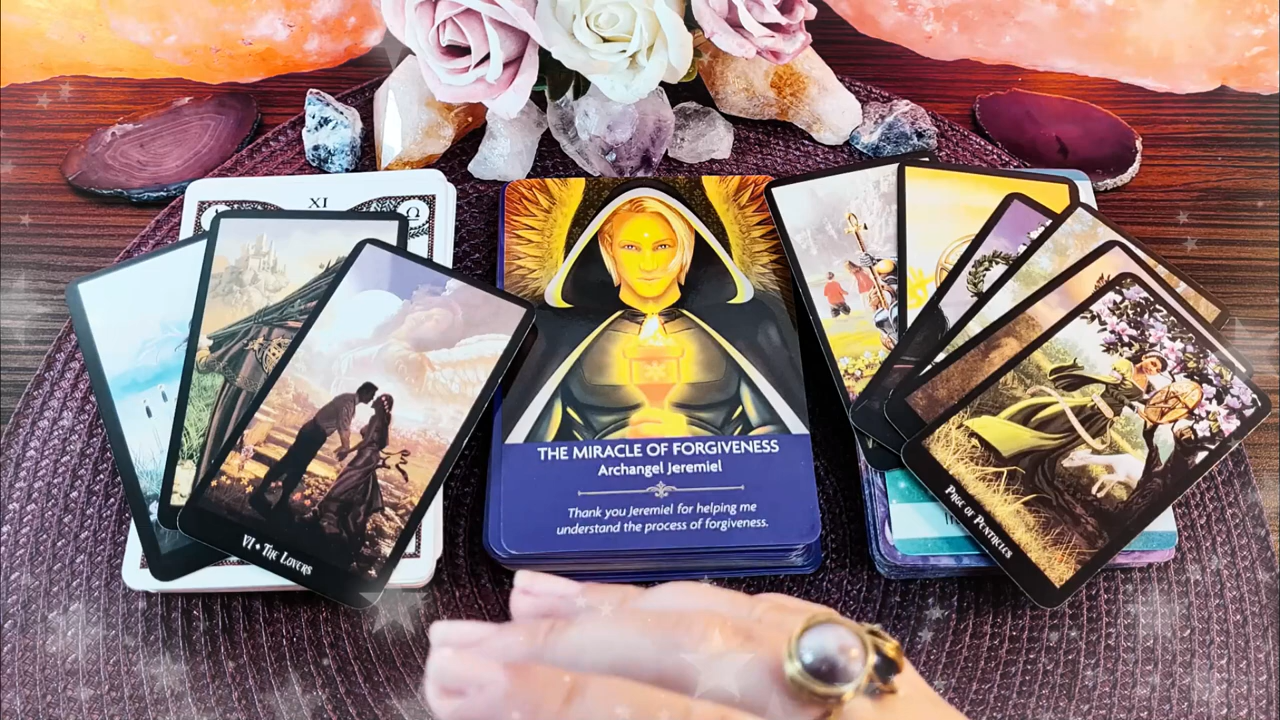 XI
VI • The Lovers
THE MIRACLE OF FORGIVENESS
Archangel Jeremiel
Thank you Jeremiel for helping me
understand the process of forgiveness.
Page of Pentacles